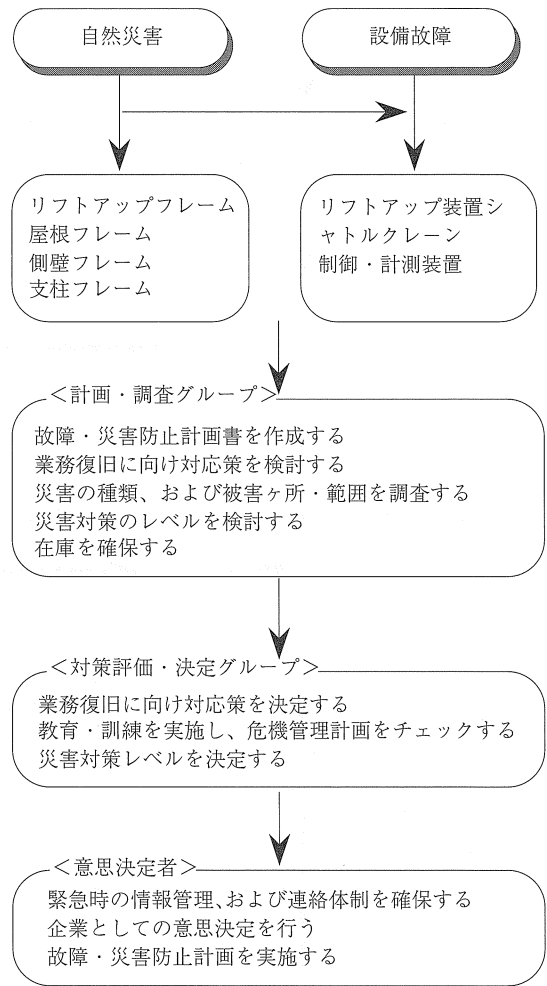 自然災害
設備故障
リフトアップフレーム
屋根フレーム
側壁フレーム
支柱フレーム
リフトアップ装置シ
ャトルクレーン
制御・計測装置
＜計画・調査グループ＞
故障・災害防止計画書を作成する
業務復旧に向け対応策を検討する
災害の種類、および被害ヶ所・範囲を調査する
災害対策のレベルを検討する
在庫を確保する
＜対策評価・決定グループ＞
業務復旧に向け対応策を決定する
教育・訓練を実施し、危機管理計画をチェックする
災害対策レベルを決定する
＜意思決定者＞
緊急時の情報管理、および連絡体制を確保する
企業としての意思決定を行う
故障・災害防止計画を実施する